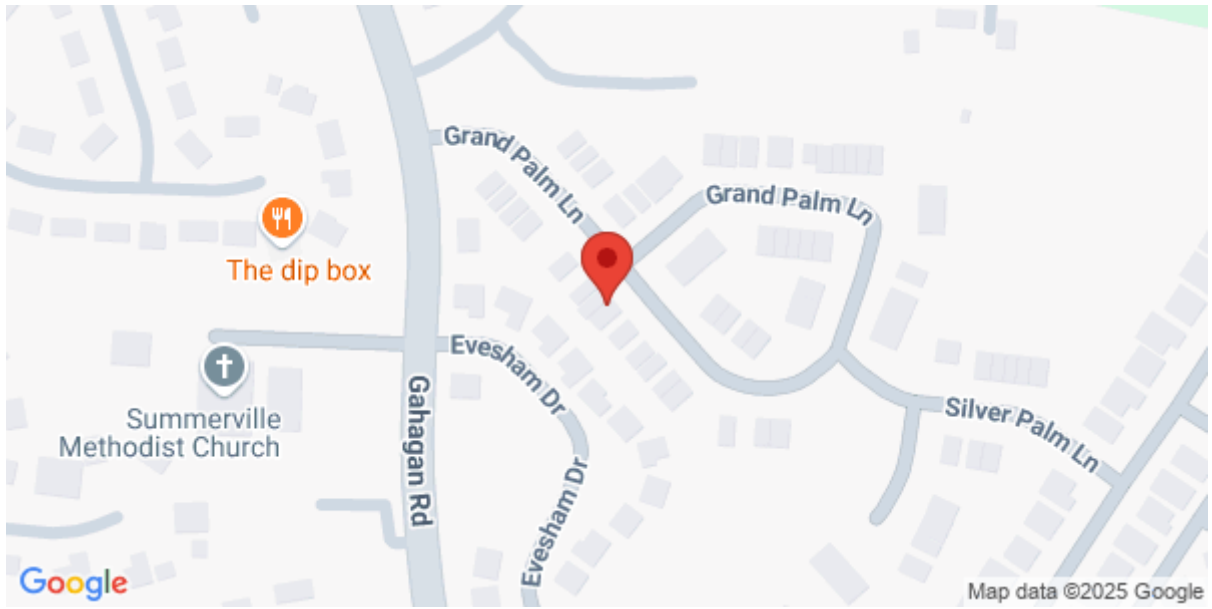 Grand Palm Ln
Grand Palm Ln
The dip box
Evesham Dr
Gahagan Rd
Summerville
Methodist Church
Silver Palm Ln
Evesham Dr
Google
Map data ©2025 Google